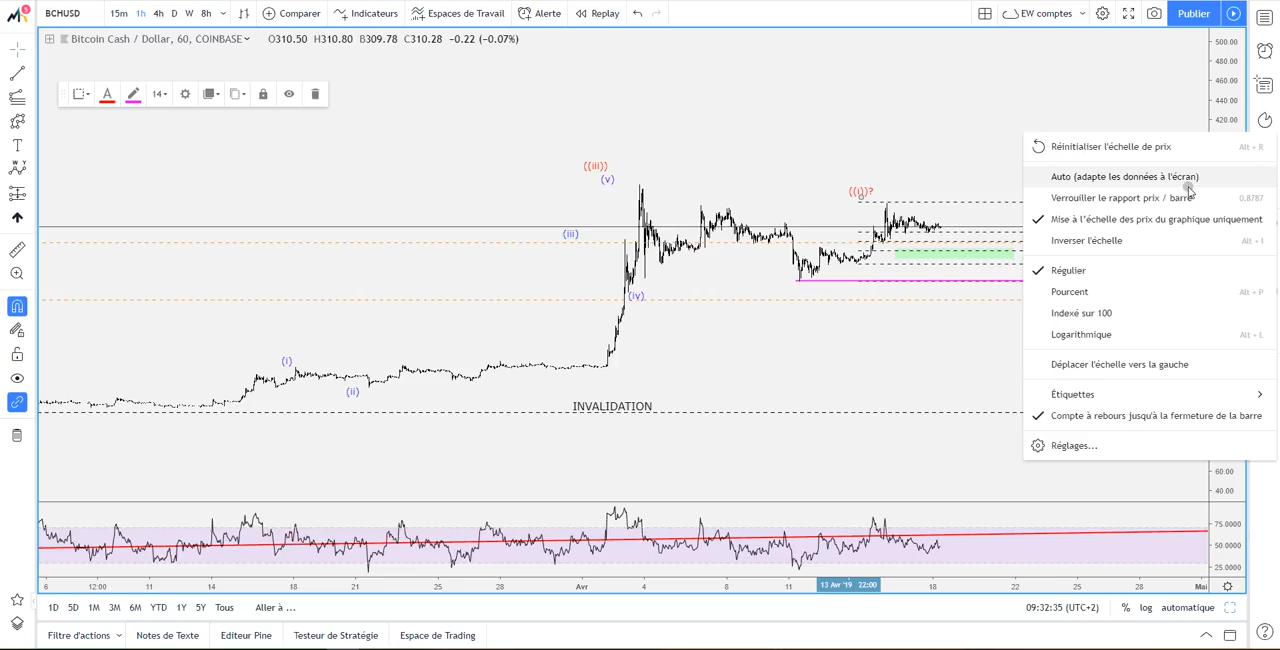 BCHUSD 15m 1h 4h D W 8h Comparer Indicateurs Espaces de Travail Alerte Replay EW comptes Publier
5
Bitcoin Cash / Dollar, 60, COINBASE O310.50 H310.80 B309.78 C310.28 −0.22 (−0.07%)
500.00
480.00
460.00
440.00
420.00
14
Réinitialiser l'échelle de prix Alt + R
Auto (adapte les données à l'écran)
Verrouiller le rapport prix / barre 0.8787
Mise à l'échelle des prix du graphique uniquement
Inverser l'échelle Alt + I
Régulier
Pourcent Alt + P
Indexé sur 100
Logarithmique Alt + L
Déplacer l'échelle vers la gauche
Étiquettes
Compte à rebours jusqu'à la fermeture de la barre
Réglages...
((iii))
(v)
((i))?
(iii)
(iv)
(i)
(ii)
INVALIDATION
60.00
40.00
75.0000
50.0000
25.0000
6 12:00 11 14 18 21 25 28 Avr 4 8 11 13 Avr '19 22:00 18 22 25 28 Mai
1D 5D 1M 3M 6M YTD 1Y 5Y Tous Aller à ... 09:32:35 (UTC+2) % log automatique
Filtre d'actions Notes de Texte Editeur Pine Testeur de Stratégie Espace de Trading